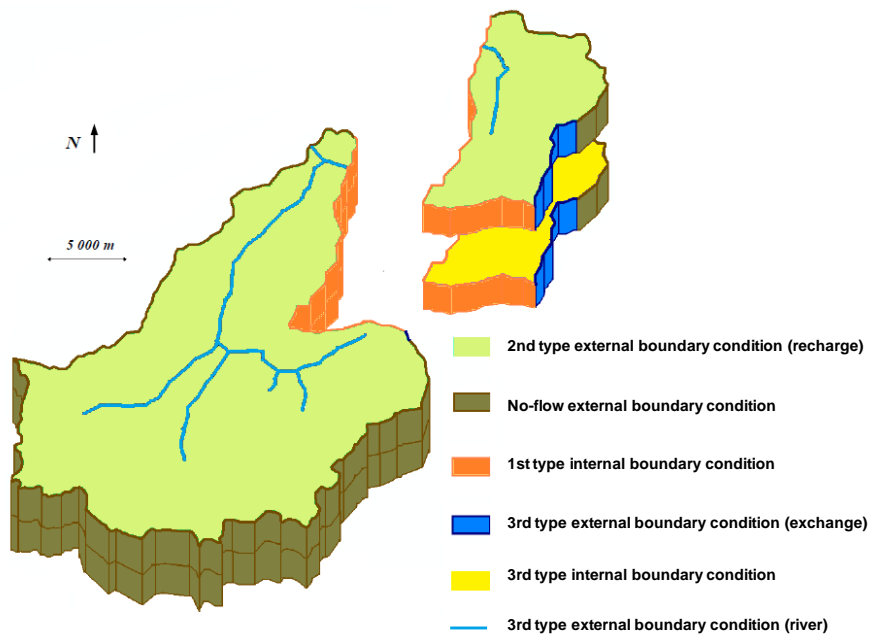 N
5 000 m
2nd type external boundary condition (recharge)
No-flow external boundary condition
1st type internal boundary condition
3rd type external boundary condition (exchange)
3rd type internal boundary condition
3rd type external boundary condition (river)